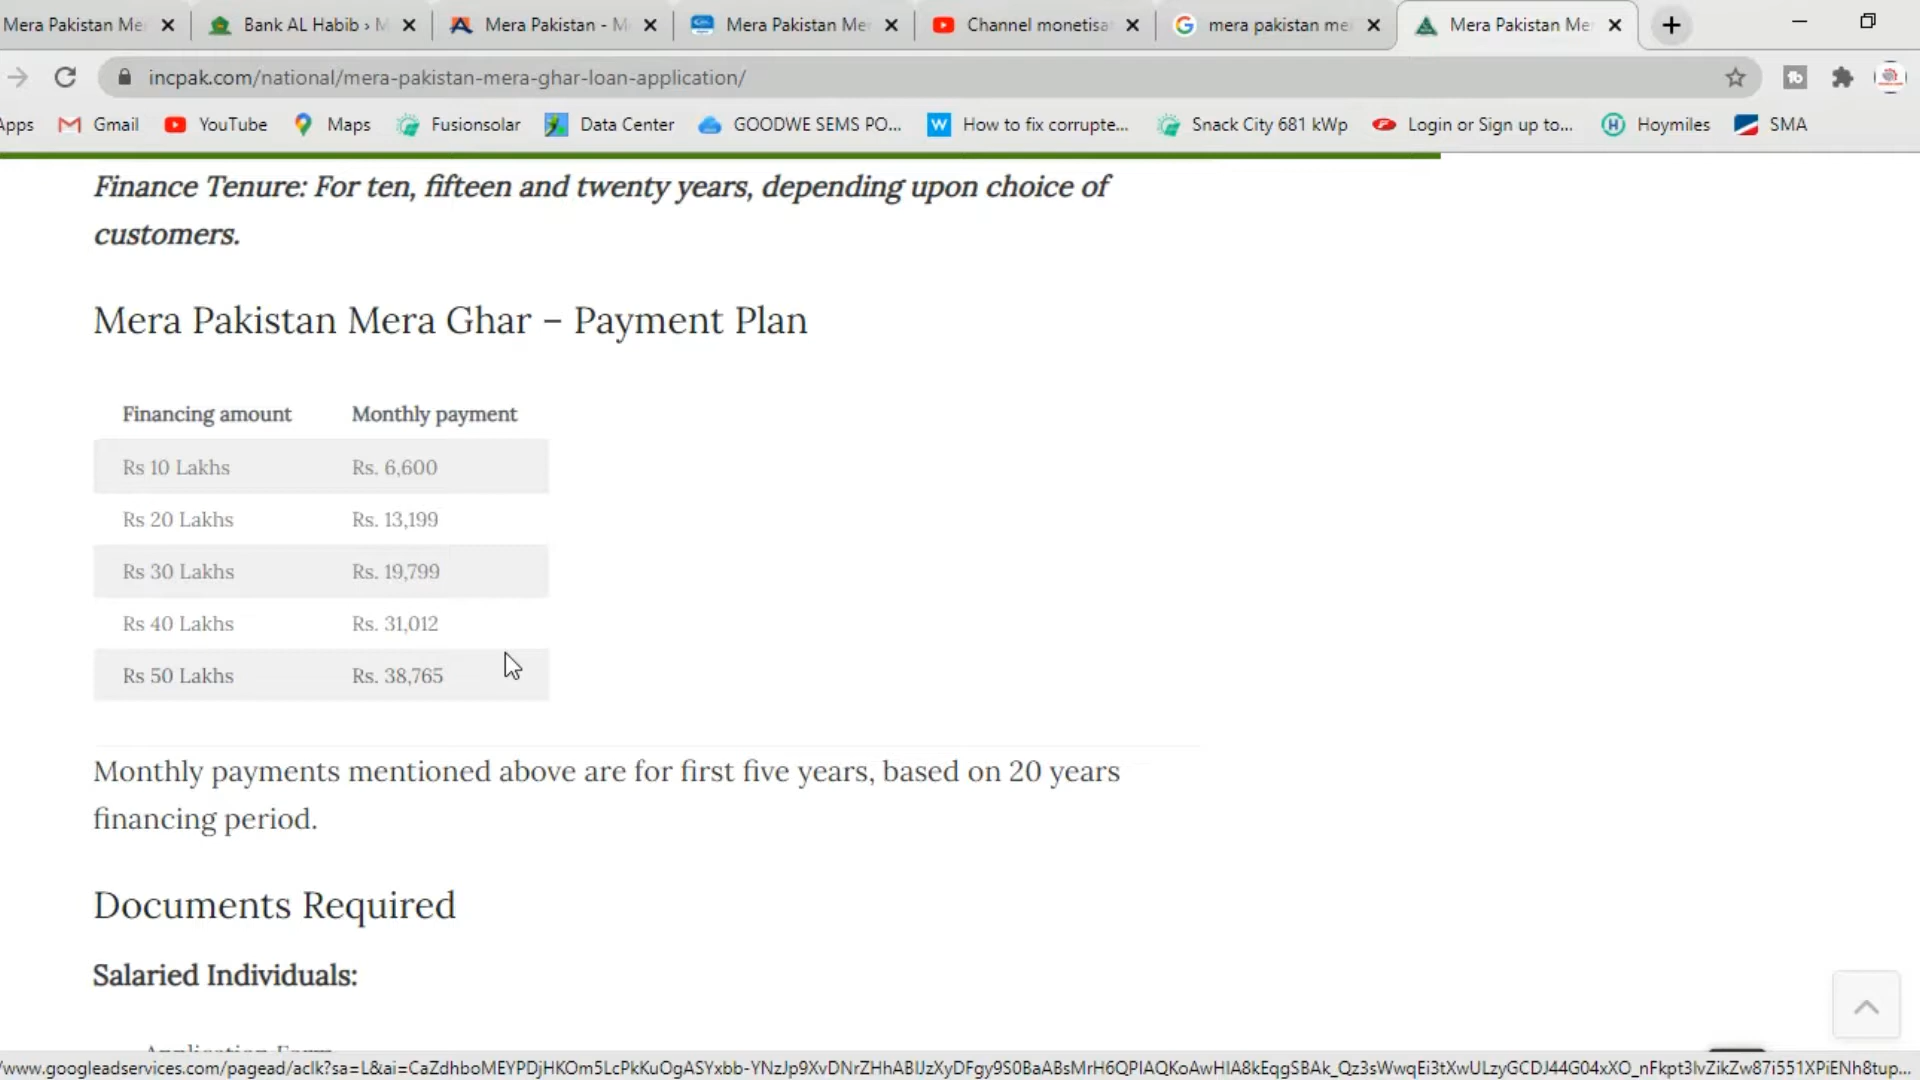 Mera Pakistan Me
Bank AL Habib › M
Mera Pakistan - M
Mera Pakistan Me
Channel monetisa
mera pakistan me
Mera Pakistan Me
incpak.com/national/mera-pakistan-mera-ghar-loan-application/
Apps
Gmail
YouTube
Maps
Fusionsolar
Data Center
GOODWE SEMS PO...
How to fix corrupte...
Snack City 681 kWp
Login or Sign up to...
Hoymiles
SMA
Finance Tenure: For ten, fifteen and twenty years, depending upon choice of
customers.
Mera Pakistan Mera Ghar – Payment Plan
Financing amount Monthly payment
Rs 10 Lakhs Rs. 6,600
Rs 20 Lakhs Rs. 13,199
Rs 30 Lakhs Rs. 19,799
Rs 40 Lakhs Rs. 31,012
Rs 50 Lakhs Rs. 38,765
Monthly payments mentioned above are for first five years, based on 20 years
financing period.
Documents Required
Salaried Individuals:
Application Form